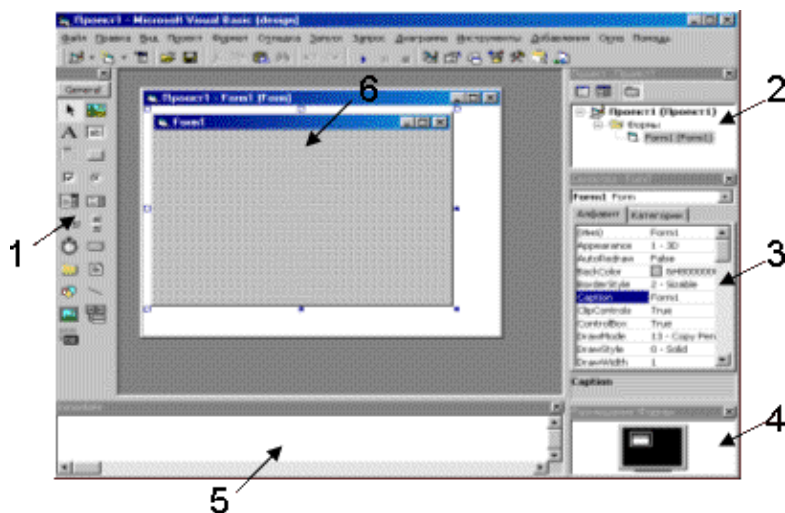 Проект1 - Microsoft Visual Basic (design)
Файл Правка Вид Проект Формат Отладка Запуск Запрос Диаграмма Инструменты Добавления Окно Помощь
General
Проект1 - Form1 (Form)
Form1
6
Проект1 (Проект1)
Формы
Form1 (Form1)
2
Form1 Form
Алфавит Категории
(Имя) Form1
Appearance 1 - 3D
AutoRedraw False
BackColor
BorderStyle 2 - Sizable
Caption Form1
ClipControls True
ControlBox True
DrawMode 13 - Copy Pen
DrawStyle 0 - Solid
DrawWidth 1
Caption
1
3
Размещение Формы
4
5